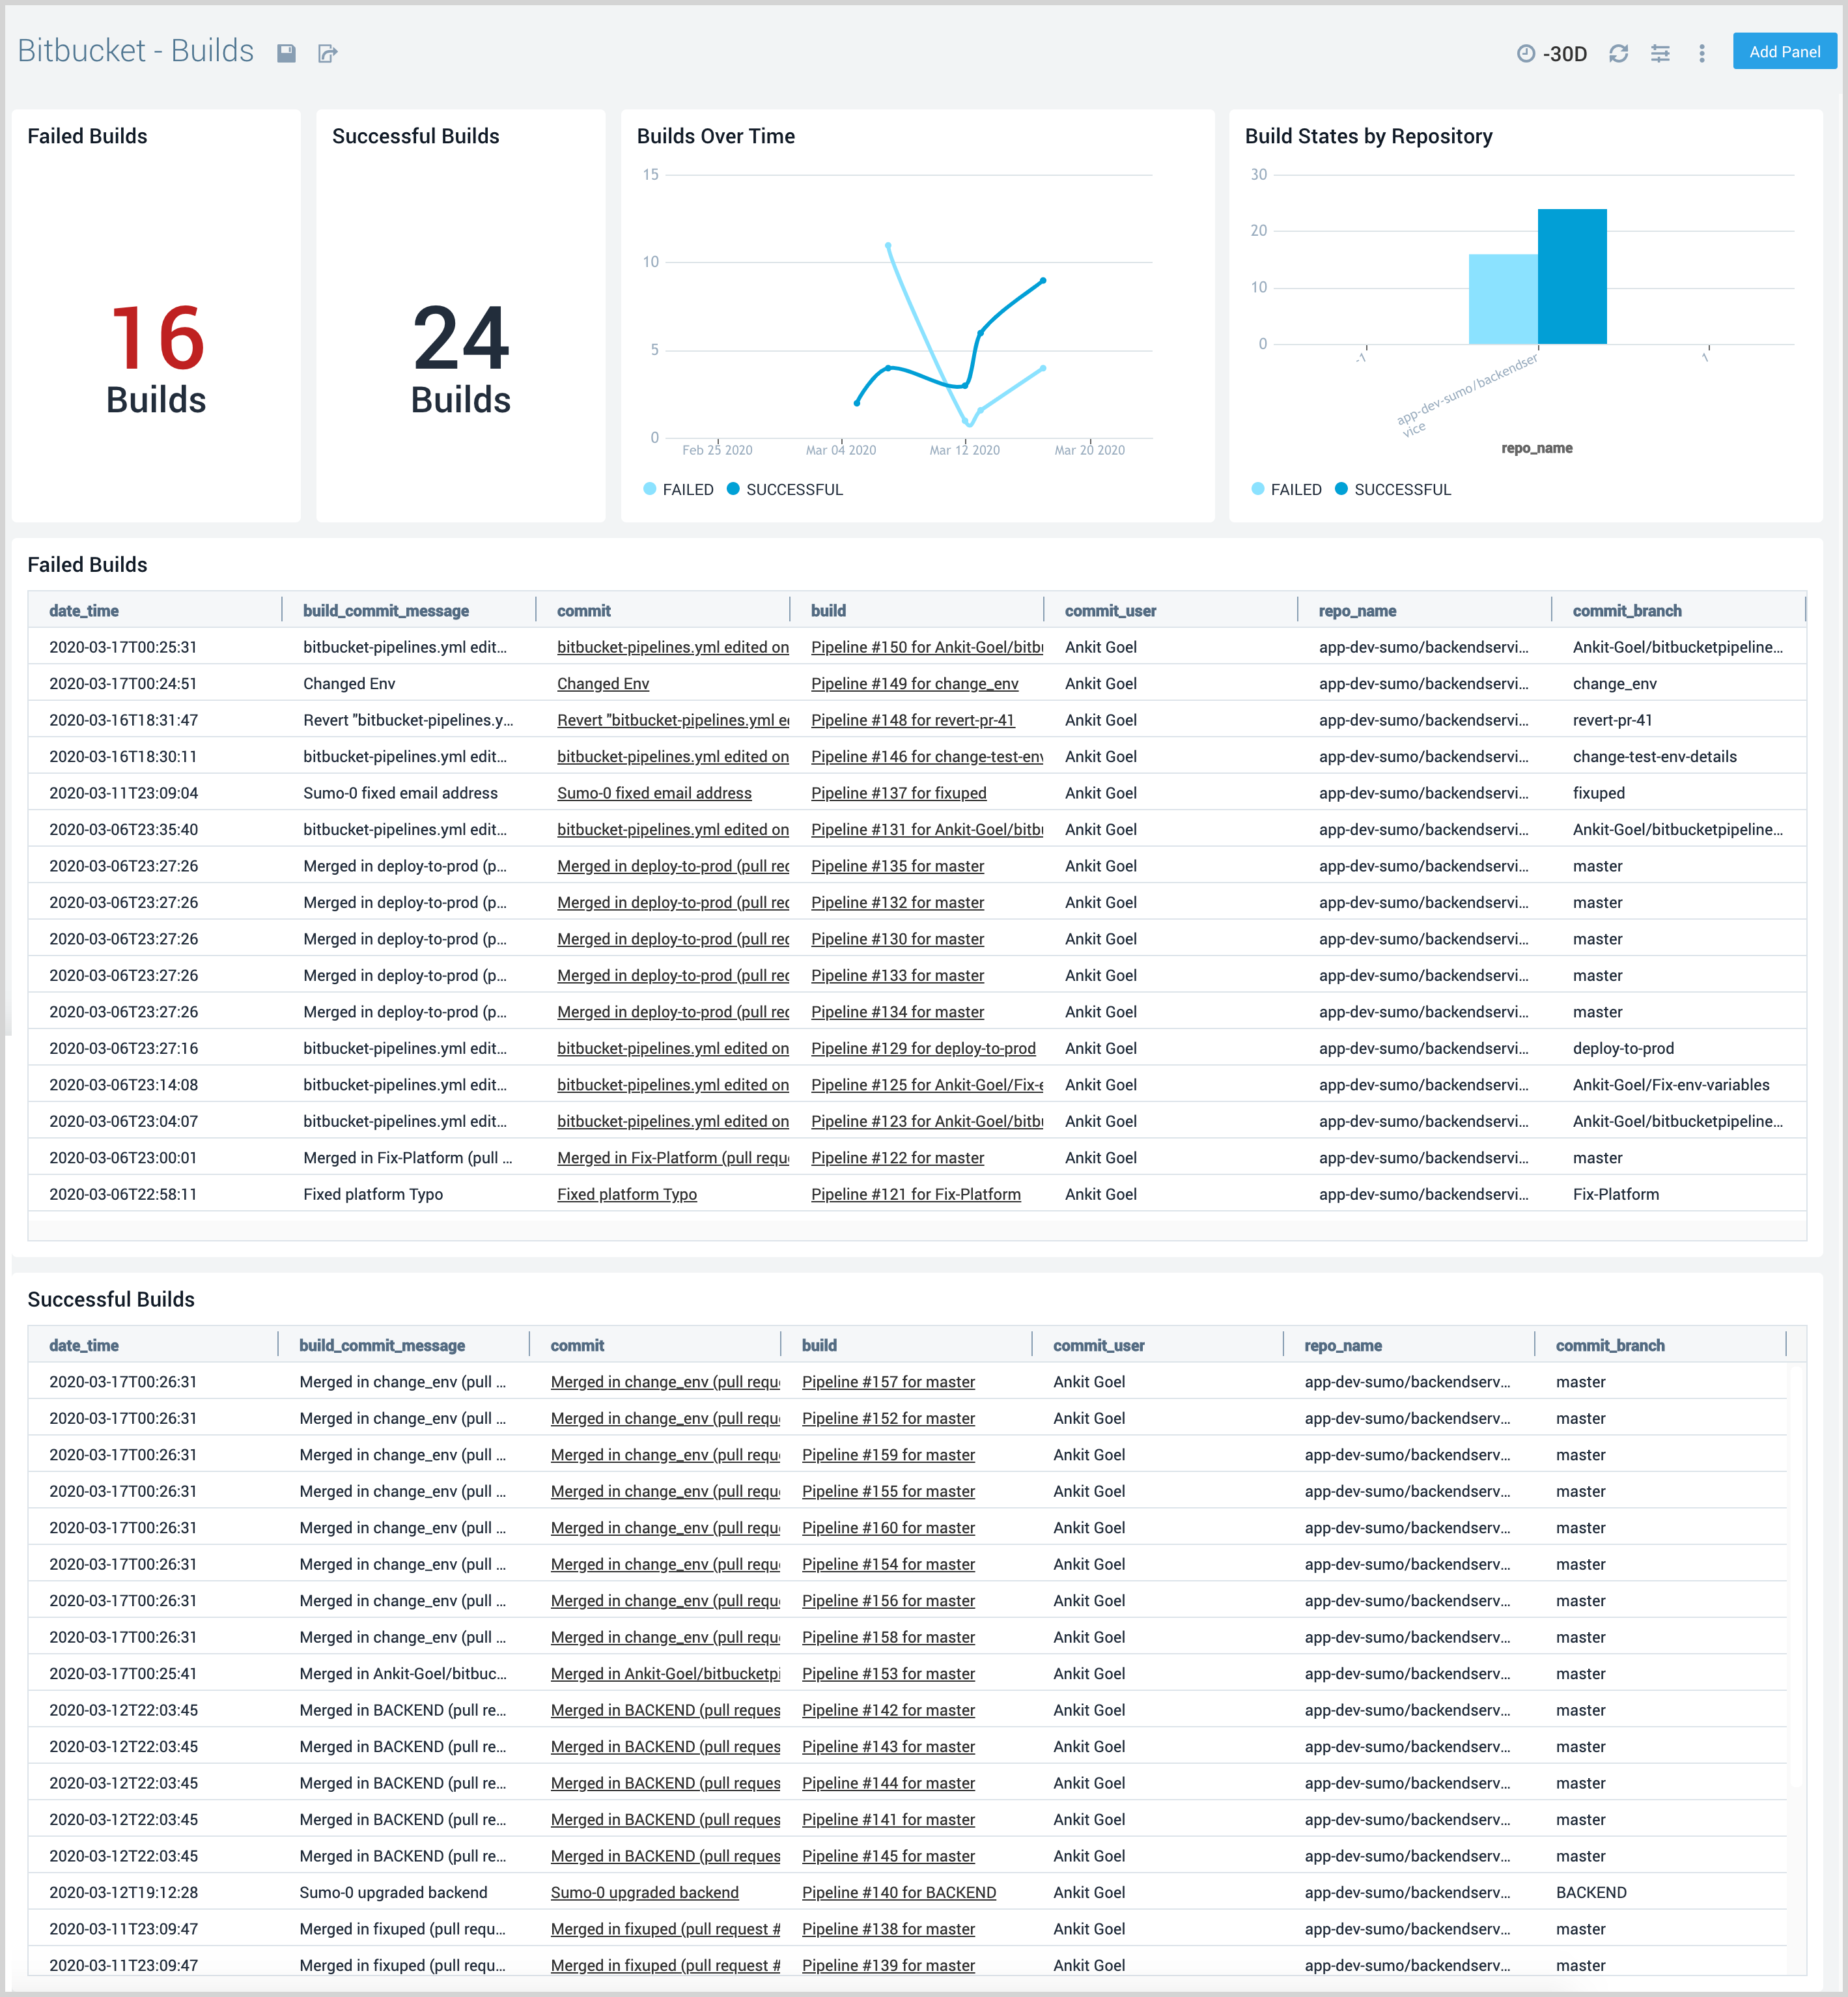 Bitbucket - Builds
-30D
Add Panel
Failed Builds
16
Builds
Successful Builds
24
Builds
Builds Over Time
15
10
5
0
Feb 25 2020 Mar 04 2020 Mar 12 2020 Mar 20 2020
FAILED SUCCESSFUL
Build States by Repository
30
20
10
0
-1 app-dev-sumo/backendser 1
vice
repo_name
FAILED SUCCESSFUL
Failed Builds
date_time build_commit_message commit build commit_user repo_name commit_branch
2020-03-17T00:25:31 bitbucket-pipelines.yml edit... bitbucket-pipelines.yml edited on Pipeline #150 for Ankit-Goel/bitbu Ankit Goel app-dev-sumo/backendservi... Ankit-Goel/bitbucketpipeline...
2020-03-17T00:24:51 Changed Env Changed Env Pipeline #149 for change_env Ankit Goel app-dev-sumo/backendservi... change_env
2020-03-16T18:31:47 Revert "bitbucket-pipelines.y... Revert "bitbucket-pipelines.yml e Pipeline #148 for revert-pr-41 Ankit Goel app-dev-sumo/backendservi... revert-pr-41
2020-03-16T18:30:11 bitbucket-pipelines.yml edit... bitbucket-pipelines.yml edited on Pipeline #146 for change-test-env Ankit Goel app-dev-sumo/backendservi... change-test-env-details
2020-03-11T23:09:04 Sumo-0 fixed email address Sumo-0 fixed email address Pipeline #137 for fixuped Ankit Goel app-dev-sumo/backendservi... fixuped
2020-03-06T23:35:40 bitbucket-pipelines.yml edit... bitbucket-pipelines.yml edited on Pipeline #131 for Ankit-Goel/bitbu Ankit Goel app-dev-sumo/backendservi... Ankit-Goel/bitbucketpipeline...
2020-03-06T23:27:26 Merged in deploy-to-prod (p... Merged in deploy-to-prod (pull rec Pipeline #135 for master Ankit Goel app-dev-sumo/backendservi... master
2020-03-06T23:27:26 Merged in deploy-to-prod (p... Merged in deploy-to-prod (pull rec Pipeline #132 for master Ankit Goel app-dev-sumo/backendservi... master
2020-03-06T23:27:26 Merged in deploy-to-prod (p... Merged in deploy-to-prod (pull rec Pipeline #130 for master Ankit Goel app-dev-sumo/backendservi... master
2020-03-06T23:27:26 Merged in deploy-to-prod (p... Merged in deploy-to-prod (pull rec Pipeline #133 for master Ankit Goel app-dev-sumo/backendservi... master
2020-03-06T23:27:26 Merged in deploy-to-prod (p... Merged in deploy-to-prod (pull rec Pipeline #134 for master Ankit Goel app-dev-sumo/backendservi... master
2020-03-06T23:27:16 bitbucket-pipelines.yml edit... bitbucket-pipelines.yml edited on Pipeline #129 for deploy-to-prod Ankit Goel app-dev-sumo/backendservi... deploy-to-prod
2020-03-06T23:14:08 bitbucket-pipelines.yml edit... bitbucket-pipelines.yml edited on Pipeline #125 for Ankit-Goel/Fix-e Ankit Goel app-dev-sumo/backendservi... Ankit-Goel/Fix-env-variables
2020-03-06T23:04:07 bitbucket-pipelines.yml edit... bitbucket-pipelines.yml edited on Pipeline #123 for Ankit-Goel/bitbu Ankit Goel app-dev-sumo/backendservi... Ankit-Goel/bitbucketpipeline...
2020-03-06T23:00:01 Merged in Fix-Platform (pull ... Merged in Fix-Platform (pull requ Pipeline #122 for master Ankit Goel app-dev-sumo/backendservi... master
2020-03-06T22:58:11 Fixed platform Typo Fixed platform Typo Pipeline #121 for Fix-Platform Ankit Goel app-dev-sumo/backendservi... Fix-Platform
Successful Builds
date_time build_commit_message commit build commit_user repo_name commit_branch
2020-03-17T00:26:31 Merged in change_env (pull ... Merged in change_env (pull requ Pipeline #157 for master Ankit Goel app-dev-sumo/backendserv... master
2020-03-17T00:26:31 Merged in change_env (pull ... Merged in change_env (pull requ Pipeline #152 for master Ankit Goel app-dev-sumo/backendserv... master
2020-03-17T00:26:31 Merged in change_env (pull ... Merged in change_env (pull requ Pipeline #159 for master Ankit Goel app-dev-sumo/backendserv... master
2020-03-17T00:26:31 Merged in change_env (pull ... Merged in change_env (pull requ Pipeline #155 for master Ankit Goel app-dev-sumo/backendserv... master
2020-03-17T00:26:31 Merged in change_env (pull ... Merged in change_env (pull requ Pipeline #160 for master Ankit Goel app-dev-sumo/backendserv... master
2020-03-17T00:26:31 Merged in change_env (pull ... Merged in change_env (pull requ Pipeline #154 for master Ankit Goel app-dev-sumo/backendserv... master
2020-03-17T00:26:31 Merged in change_env (pull ... Merged in change_env (pull requ Pipeline #156 for master Ankit Goel app-dev-sumo/backendserv... master
2020-03-17T00:26:31 Merged in change_env (pull ... Merged in change_env (pull requ Pipeline #158 for master Ankit Goel app-dev-sumo/backendserv... master
2020-03-17T00:25:41 Merged in Ankit-Goel/bitbuc... Merged in Ankit-Goel/bitbucketpi Pipeline #153 for master Ankit Goel app-dev-sumo/backendserv... master
2020-03-12T22:03:45 Merged in BACKEND (pull re... Merged in BACKEND (pull reques Pipeline #142 for master Ankit Goel app-dev-sumo/backendserv... master
2020-03-12T22:03:45 Merged in BACKEND (pull re... Merged in BACKEND (pull reques Pipeline #143 for master Ankit Goel app-dev-sumo/backendserv... master
2020-03-12T22:03:45 Merged in BACKEND (pull re... Merged in BACKEND (pull reques Pipeline #144 for master Ankit Goel app-dev-sumo/backendserv... master
2020-03-12T22:03:45 Merged in BACKEND (pull re... Merged in BACKEND (pull reques Pipeline #141 for master Ankit Goel app-dev-sumo/backendserv... master
2020-03-12T22:03:45 Merged in BACKEND (pull re... Merged in BACKEND (pull reques Pipeline #145 for master Ankit Goel app-dev-sumo/backendserv... master
2020-03-12T19:12:28 Sumo-0 upgraded backend Sumo-0 upgraded backend Pipeline #140 for BACKEND Ankit Goel app-dev-sumo/backendserv... BACKEND
2020-03-11T23:09:47 Merged in fixuped (pull requ... Merged in fixuped (pull request # Pipeline #138 for master Ankit Goel app-dev-sumo/backendserv... master
2020-03-11T23:09:47 Merged in fixuped (pull requ... Merged in fixuped (pull request # Pipeline #139 for master Ankit Goel app-dev-sumo/backendserv... master